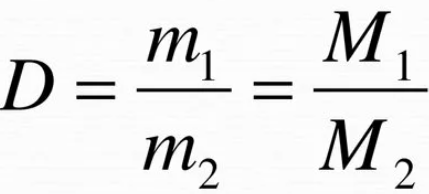 D = m₁/m₂ = M₁/M₂